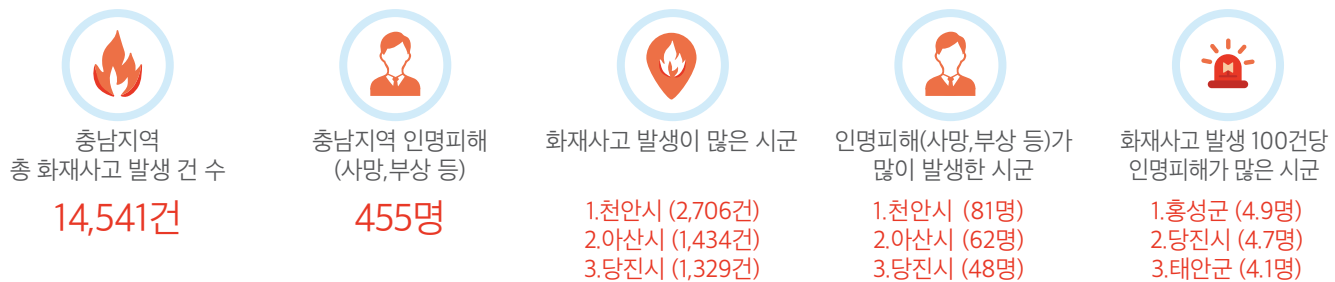 충남지역
총 화재사고 발생 건 수
14,541건
충남지역 인명피해
(사망,부상 등)
455명
화재사고 발생이 많은 시군
1.천안시 (2,706건)
2.아산시 (1,434건)
3.당진시 (1,329건)
인명피해(사망,부상 등)가
많이 발생한 시군
1.천안시 (81명)
2.아산시 (62명)
3.당진시 (48명)
화재사고 발생 100건당
인명피해가 많은 시군
1.홍성군 (4.9명)
2.당진시 (4.7명)
3.태안군 (4.1명)